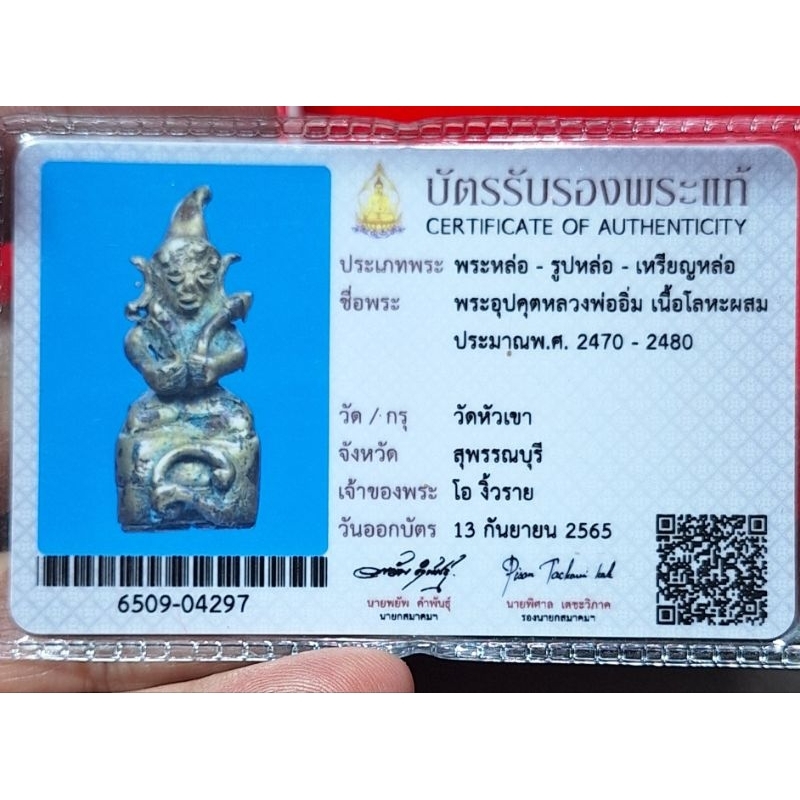 บัตรรับรองพระแท้
CERTIFICATE OF AUTHENTICITY
ประเภทพระ พระหล่อ - รูปหล่อ - เหรียญหล่อ
ชื่อพระ พระอุปคุตหลวงพ่ออิ่ม เนื้อโลหะผสม
ประมาณพ.ศ. 2470 - 2480
วัด / กรุ วัดหัวเขา
จังหวัด สุพรรณบุรี
เจ้าของพระ โอ งิ้วราย
วันออกบัตร 13 กันยายน 2565
6509-04297
นายพยัพ คำพันธุ์
นายกสมาคมฯ
นายพิศาล เตชะวิภาค
รองนายกสมาคมฯ